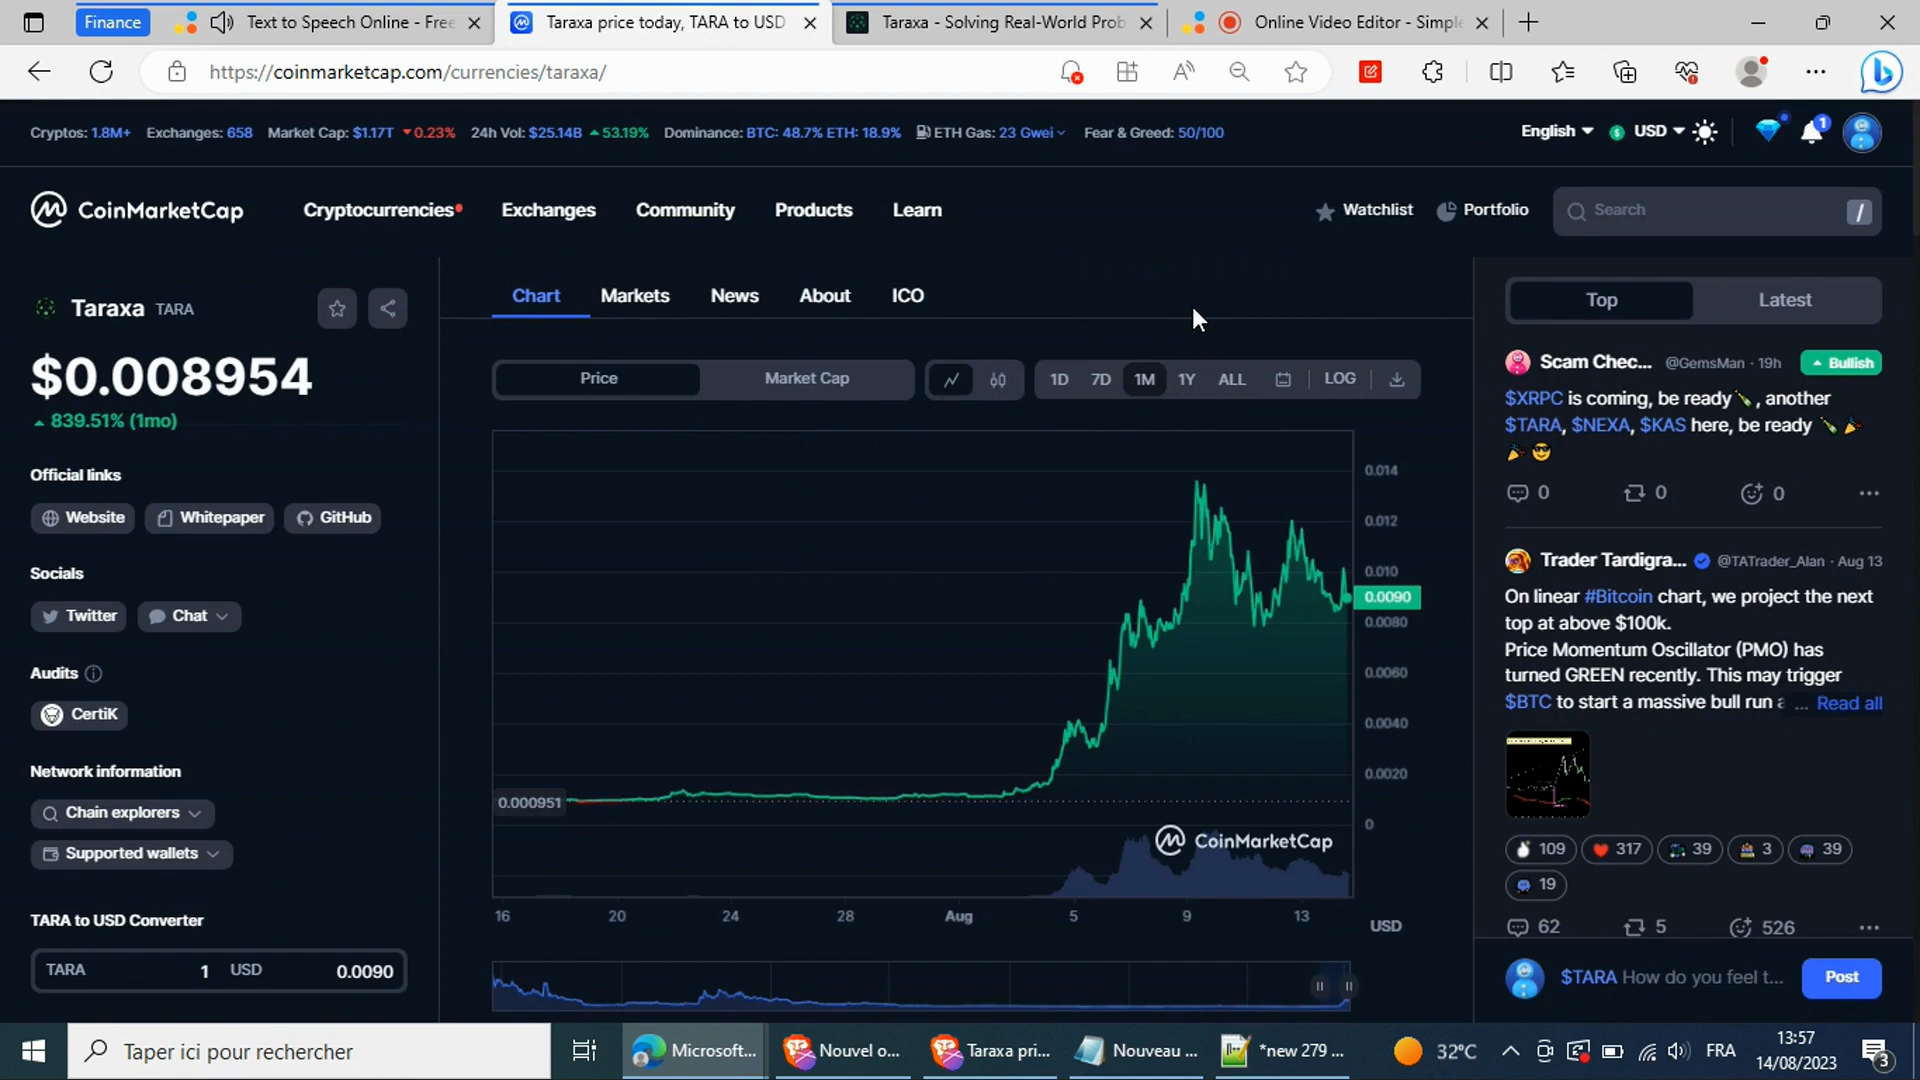 Finance
Text to Speech Online - Free
Taraxa price today, TARA to USD
Taraxa - Solving Real-World Prob
Online Video Editor - Simple
https://coinmarketcap.com/currencies/taraxa/
Cryptos: 1.8M+ Exchanges: 658 Market Cap: $1.17T 0.23% 24h Vol: $25.14B 53.19% Dominance: BTC: 48.7% ETH: 18.9% ETH Gas: 23 Gwei Fear & Greed: 50/100
English USD 1
CoinMarketCap
Cryptocurrencies Exchanges Community Products Learn
Watchlist Portfolio Search /
Taraxa TARA
$0.008954
839.51% (1mo)
Official links
Website Whitepaper GitHub
Socials
Twitter Chat
Audits
CertiK
Network information
Chain explorers
Supported wallets
TARA to USD Converter
TARA 1 USD 0.0090
Chart Markets News About ICO
Price Market Cap
1D 7D 1M 1Y ALL LOG
0.014
0.012
0.010
0.0090
0.0080
0.0060
0.0040
0.0020
0
0.000951
CoinMarketCap
16 20 24 28 Aug 5 9 13
USD
Top Latest
Scam Chec... @GemsMan · 19h Bullish
$XRPC is coming, be ready, another
$TARA, $NEXA, $KAS here, be ready
0 0 0 ...
Trader Tardigra... @TATrader_Alan · Aug 13
On linear #Bitcoin chart, we project the next
top at above $100k.
Price Momentum Oscillator (PMO) has
turned GREEN recently. This may trigger
$BTC to start a massive bull run a ... Read all
109 317 39 3 39
19
62 5 526 ...
$TARA How do you feel t... Post
Taper ici pour rechercher
Microsoft...
Nouvel o...
Taraxa pri...
Nouveau ...
*new 279 ...
32°C
FRA
13:57
14/08/2023
3